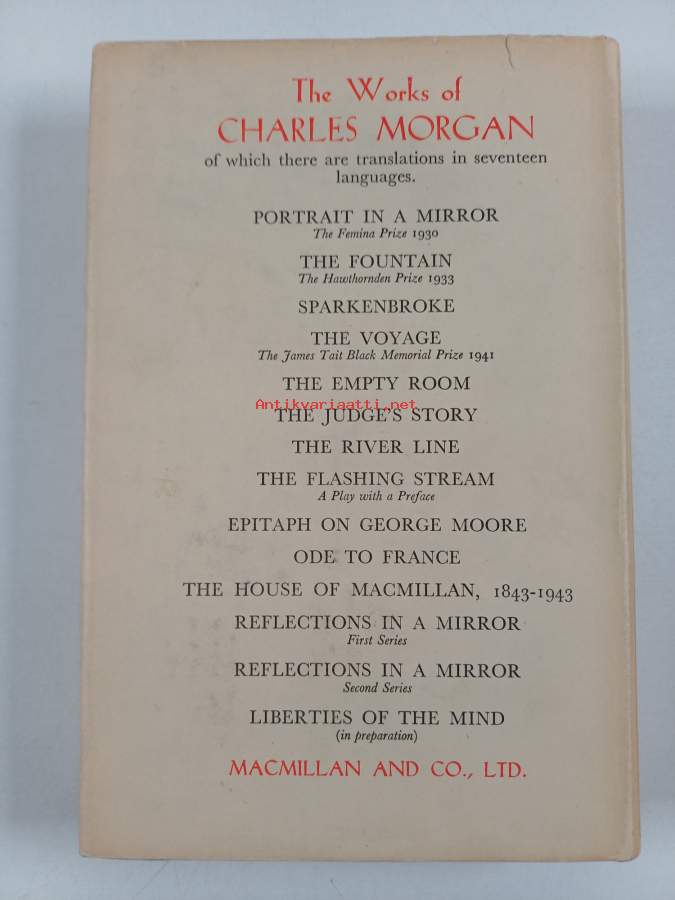 The Works of
CHARLES MORGAN
of which there are translations in seventeen
languages.
PORTRAIT IN A MIRROR
The Femina Prize 1930
THE FOUNTAIN
The Hawthornden Prize 1933
SPARKENBROKE
THE VOYAGE
The James Tait Black Memorial Prize 1941
THE EMPTY ROOM
Antikvariaatti.net
THE JUDGE'S STORY
THE RIVER LINE
THE FLASHING STREAM
A Play with a Preface
EPITAPH ON GEORGE MOORE
ODE TO FRANCE
THE HOUSE OF MACMILLAN, 1843-1943
REFLECTIONS IN A MIRROR
First Series
REFLECTIONS IN A MIRROR
Second Series
LIBERTIES OF THE MIND
(in preparation)
MACMILLAN AND CO., LTD.